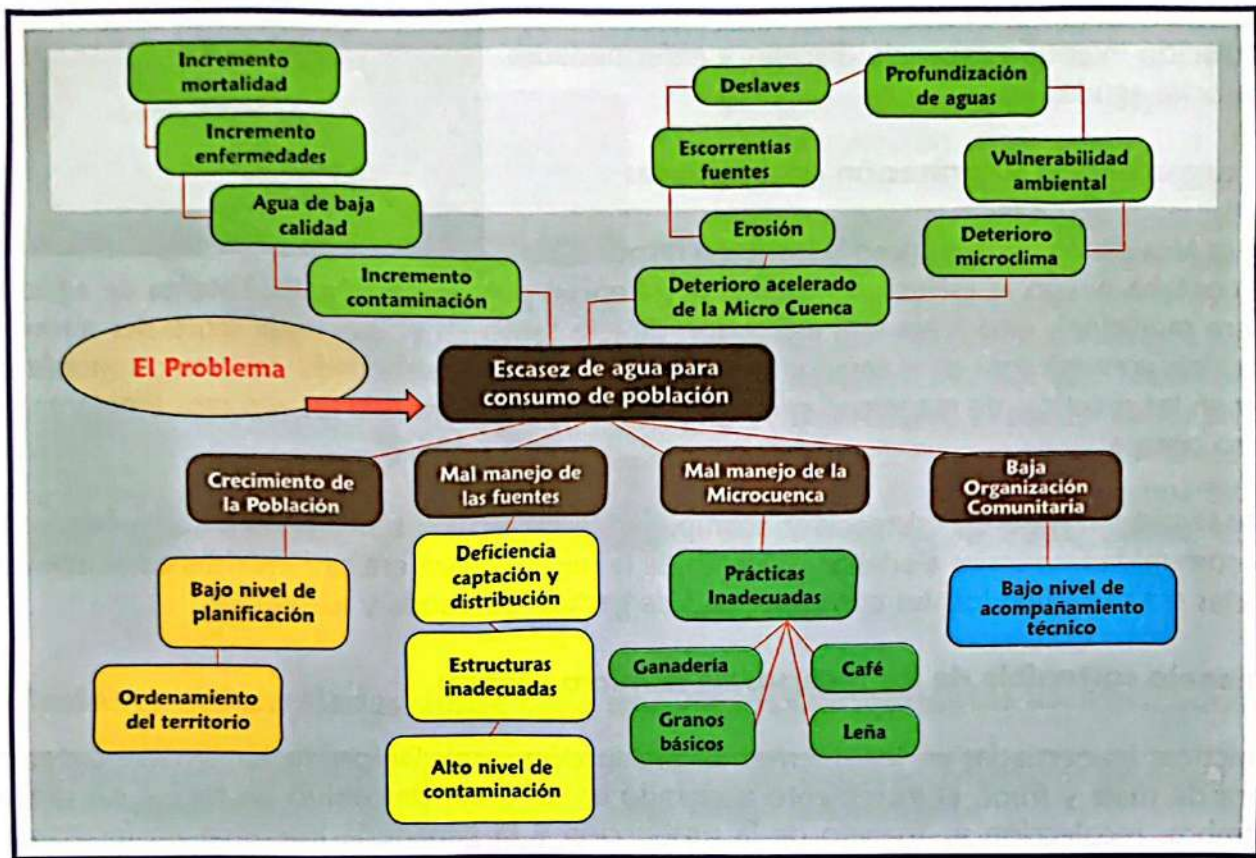 Incremento
mortalidad
Incremento
enfermedades
Agua de baja
calidad
Incremento
contaminación
Deslaves
Profundización
de aguas
Escorrentías
fuentes
Vulnerabilidad
ambiental
Erosión
Deterioro
microclima
Deterioro acelerado
de la Micro Cuenca
El Problema
Escasez de agua para
consumo de población
Crecimiento de
la Población
Mal manejo de
las fuentes
Mal manejo de la
Microcuenca
Baja
Organización
Comunitaria
Bajo nivel de
planificación
Ordenamiento
del territorio
Deficiencia
captación y
distribución
Estructuras
inadecuadas
Alto nivel de
contaminación
Prácticas
Inadecuadas
Ganadería
Café
Granos
básicos
Leña
Bajo nivel de
acompañamiento
técnico